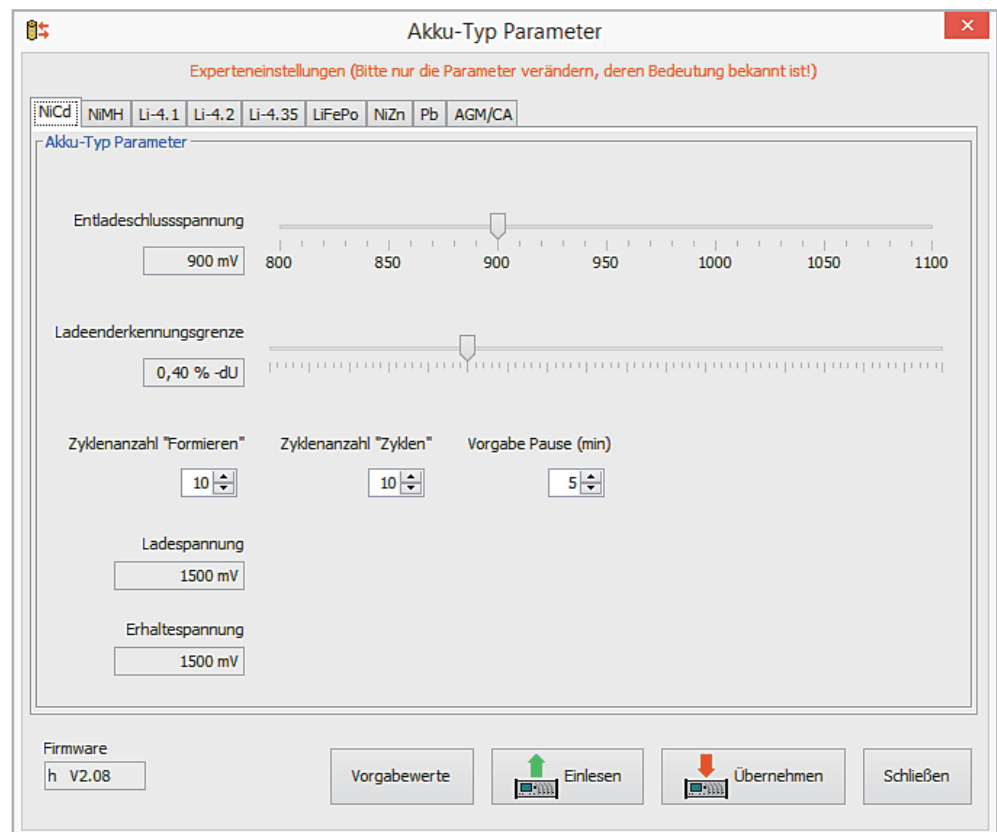 Akku-Typ Parameter
Experteneinstellungen (Bitte nur die Parameter verändern, deren Bedeutung bekannt ist!)
NiCd NiMH Li-4.1 Li-4.2 Li-4.35 LiFePo NiZn Pb AGM/CA
Akku-Typ Parameter
Entladeschlussspannung
900 mV
800 850 900 950 1000 1050 1100
Ladeenderkennungsgrenze
0,40 % -dU
Zyklenanzahl "Formieren" Zyklenanzahl "Zyklen" Vorgabe Pause (min)
10 10 5
Ladespannung
1500 mV
Erhaltespannung
1500 mV
Firmware
h V2.08
Vorgabewerte Einlesen Übernehmen Schließen